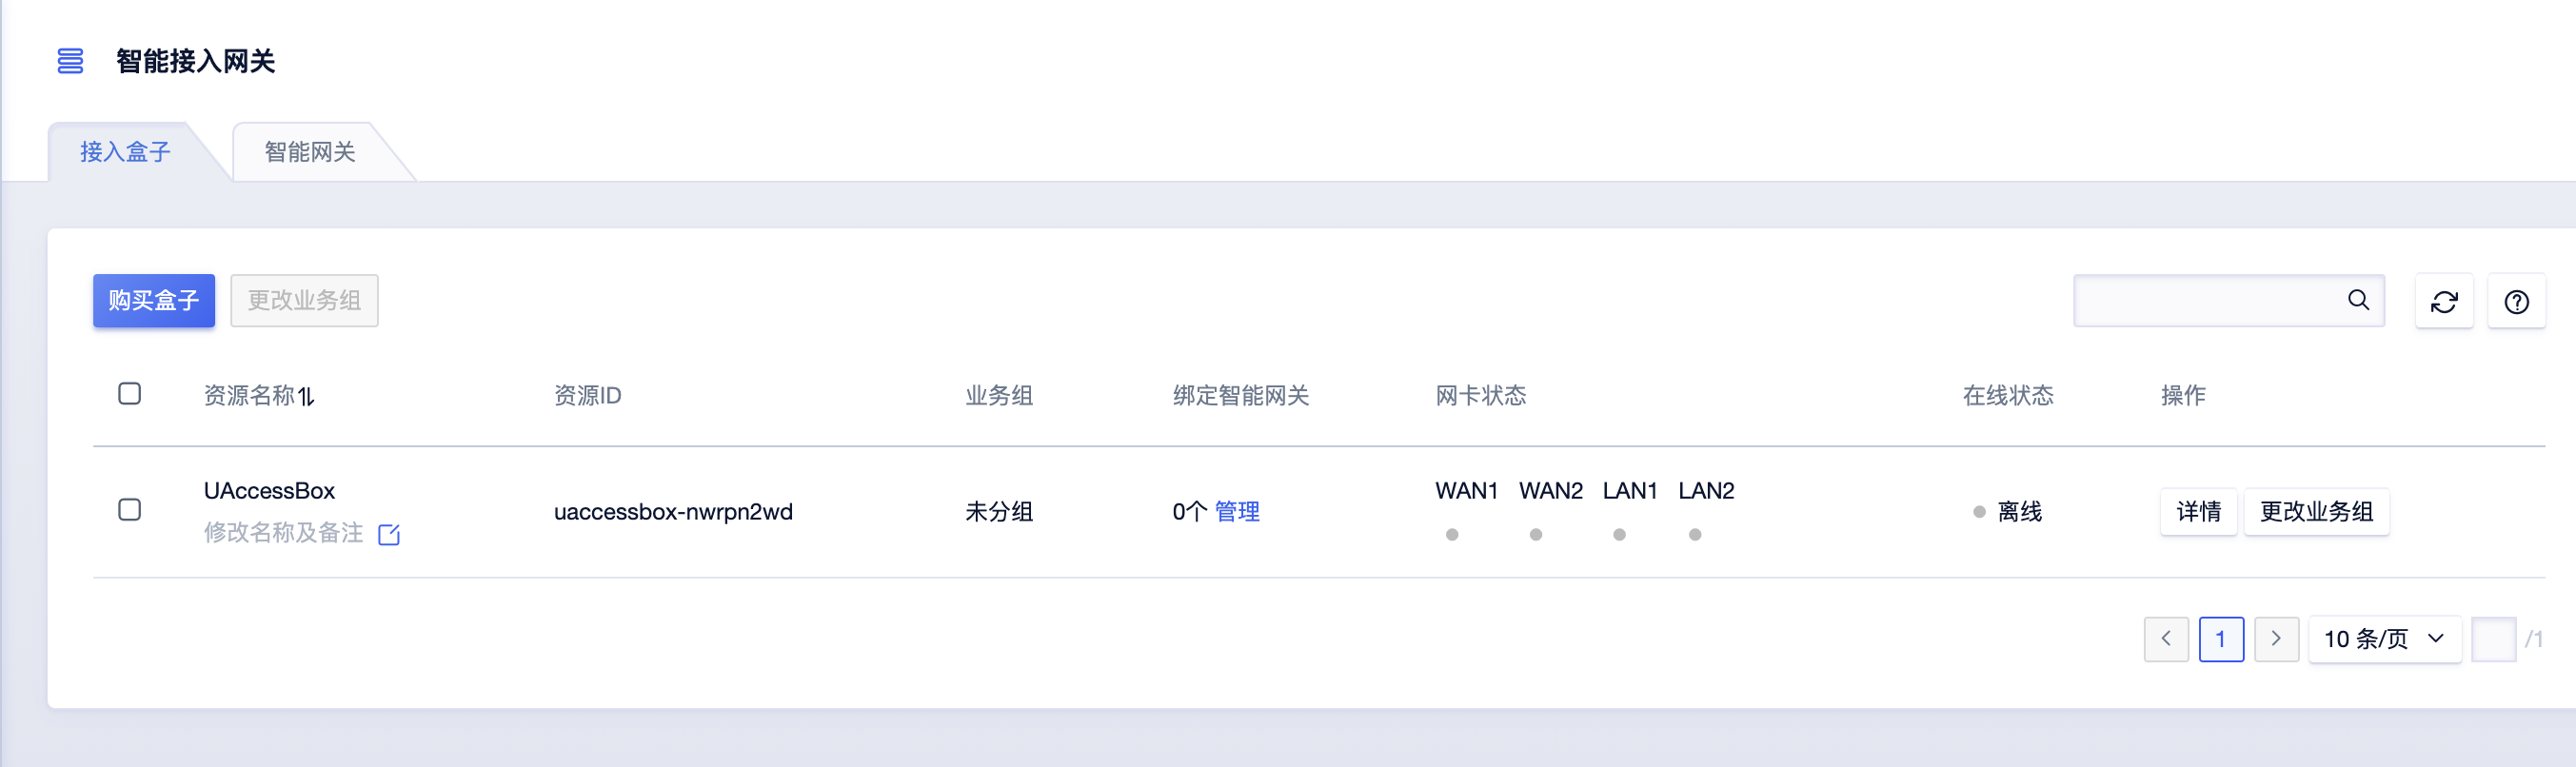 智能接入网关
接入盒子 智能网关
购买盒子 更改业务组
资源名称 资源ID 业务组 绑定智能网关 网卡状态 在线状态 操作
UAccessBox
修改名称及备注
uaccessbox-nwrpn2wd
未分组
0个 管理
WAN1 WAN2 LAN1 LAN2
离线
详情 更改业务组
1 10 条/页 /1